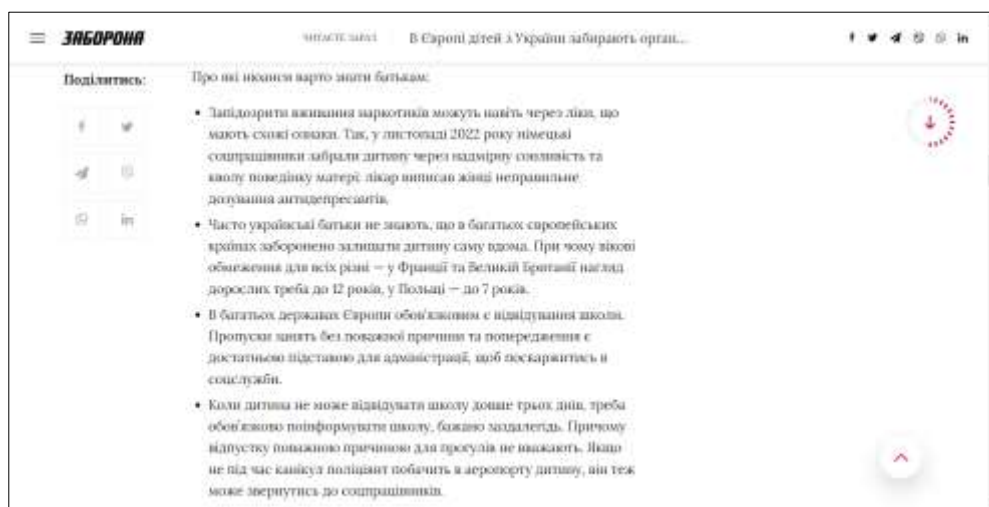 ЗАБОРОНА
ЧИТАЄТЕ ЗАРАЗ В Європі дітей з України забирають орган...
Поділитись:
Про які нюанси варто знати батькам:
• Запідозрити вживання наркотиків можуть навіть через ліки, що
мають схожі ознаки. Так, у листопаді 2022 року німецькі
соцпрацівники забрали дитину через надмірну сонливість та
кволу поведінку матері: лікар виписав жінці неправильне
дозування антидепресантів.
• Часто українські батьки не знають, що в багатьох європейських
країнах заборонено залишати дитину саму вдома. При чому вікові
обмеження для всіх різні — у Франції та Великій Британії нагляд
дорослих треба до 12 років, у Польщі — до 7 років.
• В багатьох державах Європи обов'язковим є відвідування школи.
Пропуски занять без поважної причини та попередження є
достатньою підставою для адміністрації, щоб поскаржитись в
соцслужби.
• Коли дитина не може відвідувати школу довше трьох днів, треба
обов'язково поінформувати школу, бажано заздалегідь. Причому
відпустку поважною причиною для прогулів не вважають. Якщо
не під час канікул поліціянт побачить в аеропорту дитину, він теж
може звернутись до соцпрацівників.